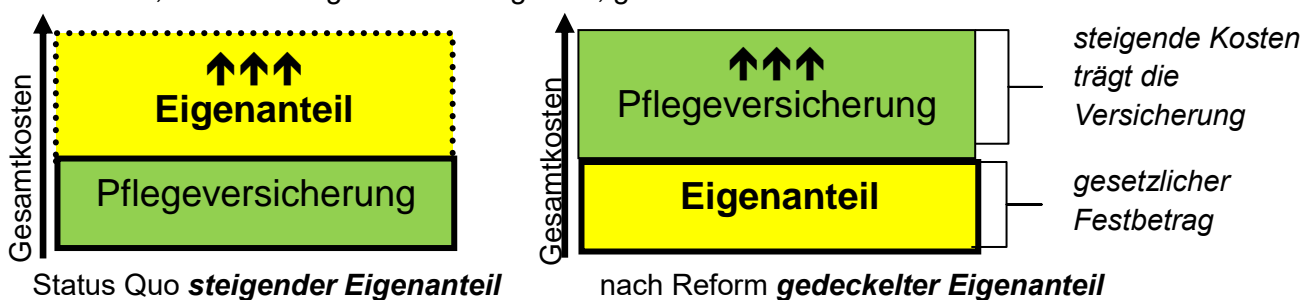 Gesamtkosten
Eigenanteil
Pflegeversicherung
Status Quo steigender Eigenanteil
Gesamtkosten
Pflegeversicherung
Eigenanteil
nach Reform gedeckelter Eigenanteil
steigende Kosten
trägt die
Versicherung
gesetzlicher
Festbetrag